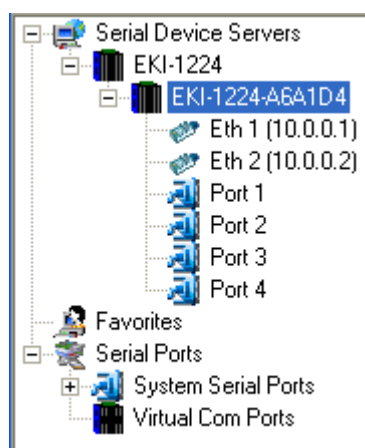 Serial Device Servers
EKI-1224
EKI-1224-A6A1D4
Eth 1 (10.0.0.1)
Eth 2 (10.0.0.2)
Port 1
Port 2
Port 3
Port 4
Favorites
Serial Ports
System Serial Ports
Virtual Com Ports